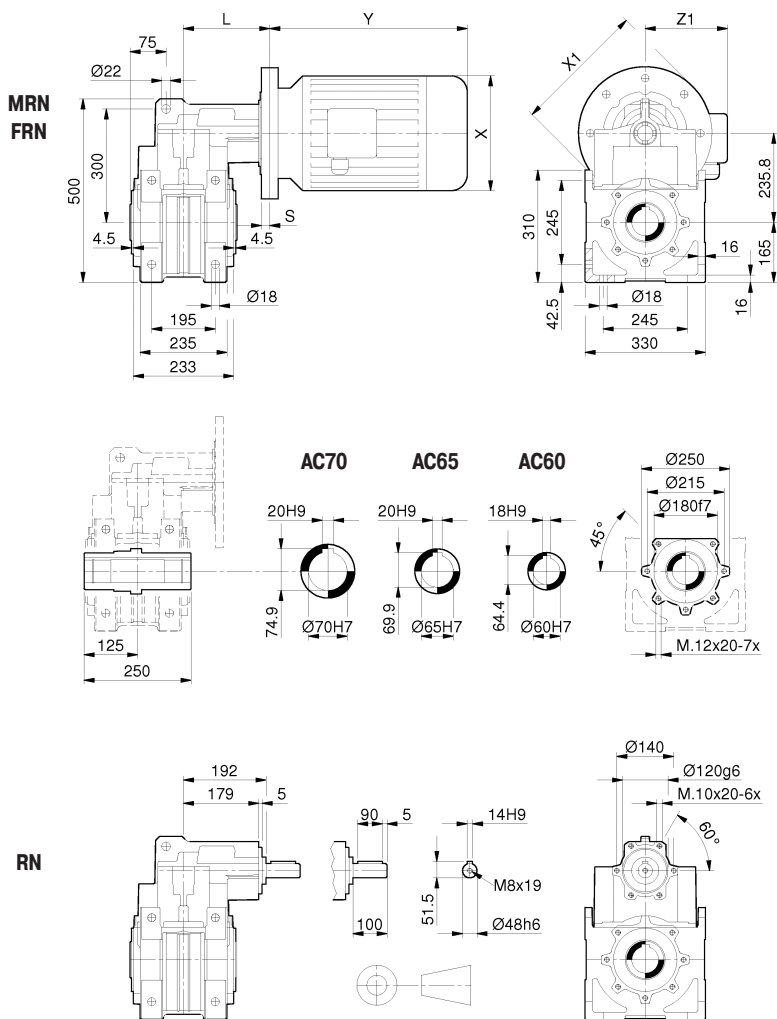 L
Y
Z1
75
Ø22
X1
MRN
FRN
X
500
300
235.8
310
245
165
S
4.5
4.5
16
Ø18
Ø18
42.5
16
195
245
235
330
233
AC70
AC65
AC60
Ø250
Ø215
Ø180f7
20H9
20H9
18H9
45°
74.9
69.9
64.4
Ø70H7
Ø65H7
Ø60H7
125
M.12x20-7x
250
Ø140
192
Ø120g6
179
5
90
5
14H9
M.10x20-6x
60°
RN
51.5
M8x19
100
Ø48h6